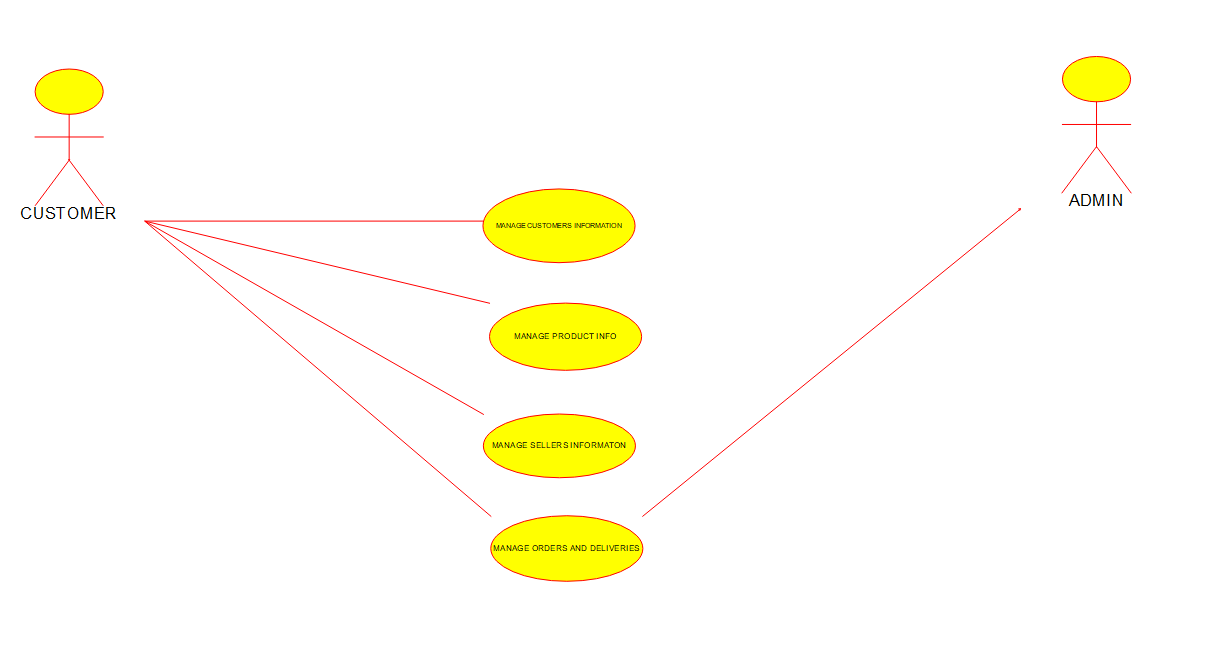 CUSTOMER
ADMIN
MANAGE CUSTOMERS INFORMATION
MANAGE PRODUCT INFO
MANAGE SELLERS INFORMATON
MANAGE ORDERS AND DELIVERIES